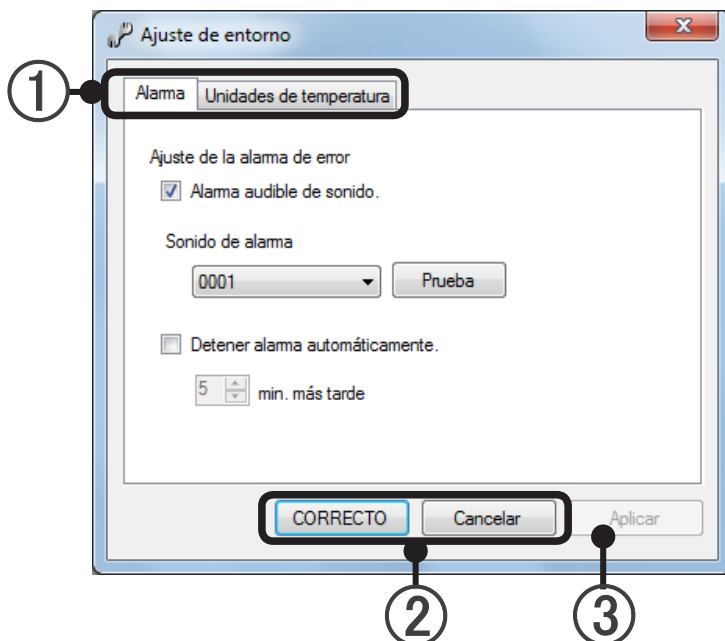 Ajuste de entorno
1
Alarma Unidades de temperatura
Ajuste de la alarma de error
Alarma audible de sonido.
Sonido de alarma
0001 Prueba
Detener alarma automáticamente.
5 min. más tarde
CORRECTO Cancelar Aplicar
2 3